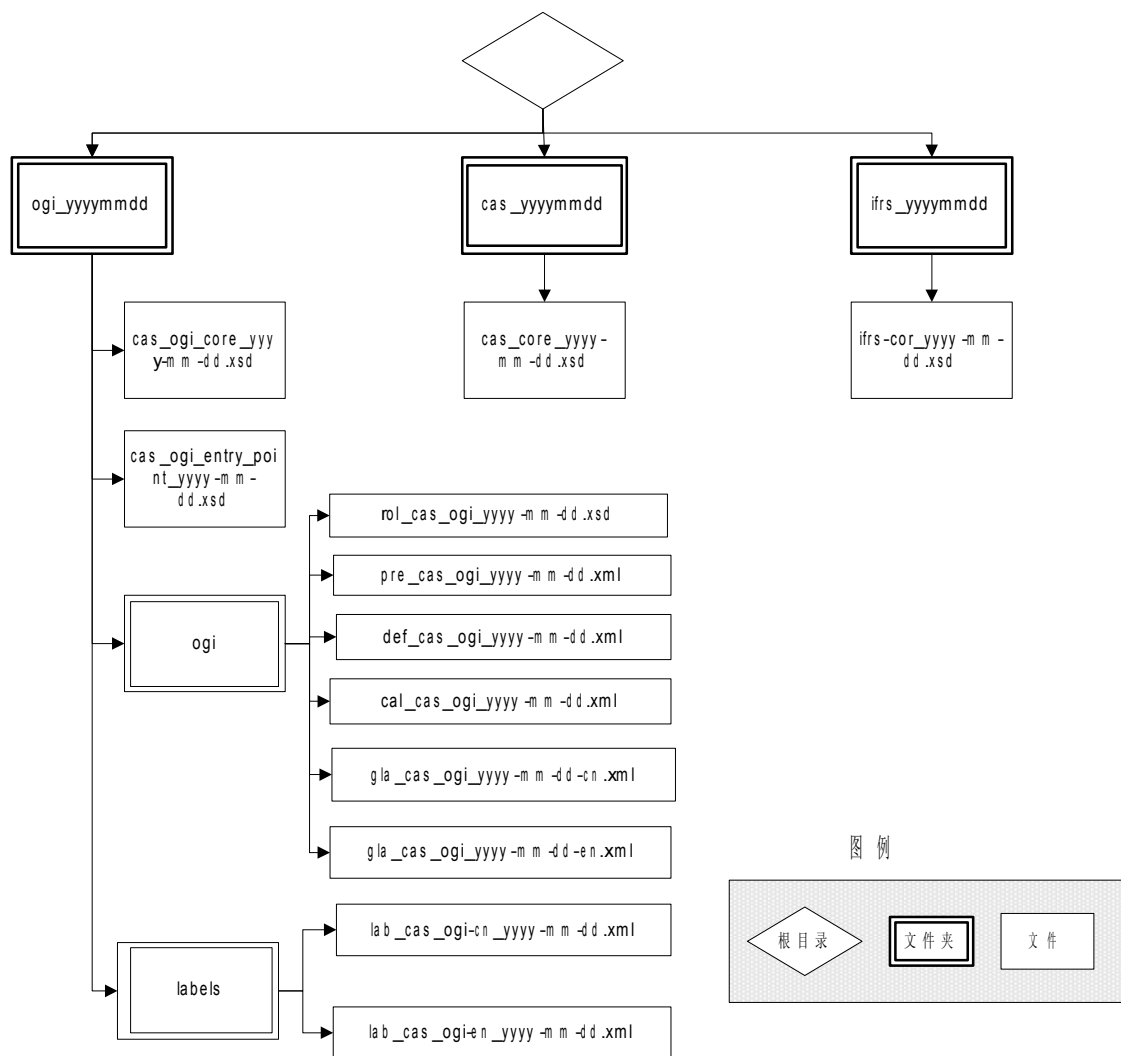 ogi_yyyymmdd
cas_yyyymmdd
ifrs_yyyymmdd
cas_ogi_core_yyy
y-mm-dd.xsd
cas_core_yyyy-
mm-dd.xsd
ifrs-cor_yyyy-mm-
dd.xsd
cas_ogi_entry_poi
nt_yyyy-mm-
dd.xsd
rol_cas_ogi_yyyy-mm-dd.xsd
pre_cas_ogi_yyyy-mm-dd.xml
ogi
def_cas_ogi_yyyy-mm-dd.xml
cal_cas_ogi_yyyy-mm-dd.xml
gla_cas_ogi_yyyy-mm-dd-cn.xml
gla_cas_ogi_yyyy-mm-dd-en.xml
labels
lab_cas_ogi-cn_yyyy-mm-dd.xml
lab_cas_ogi-en_yyyy-mm-dd.xml
图例
根目录
文件夹
文件